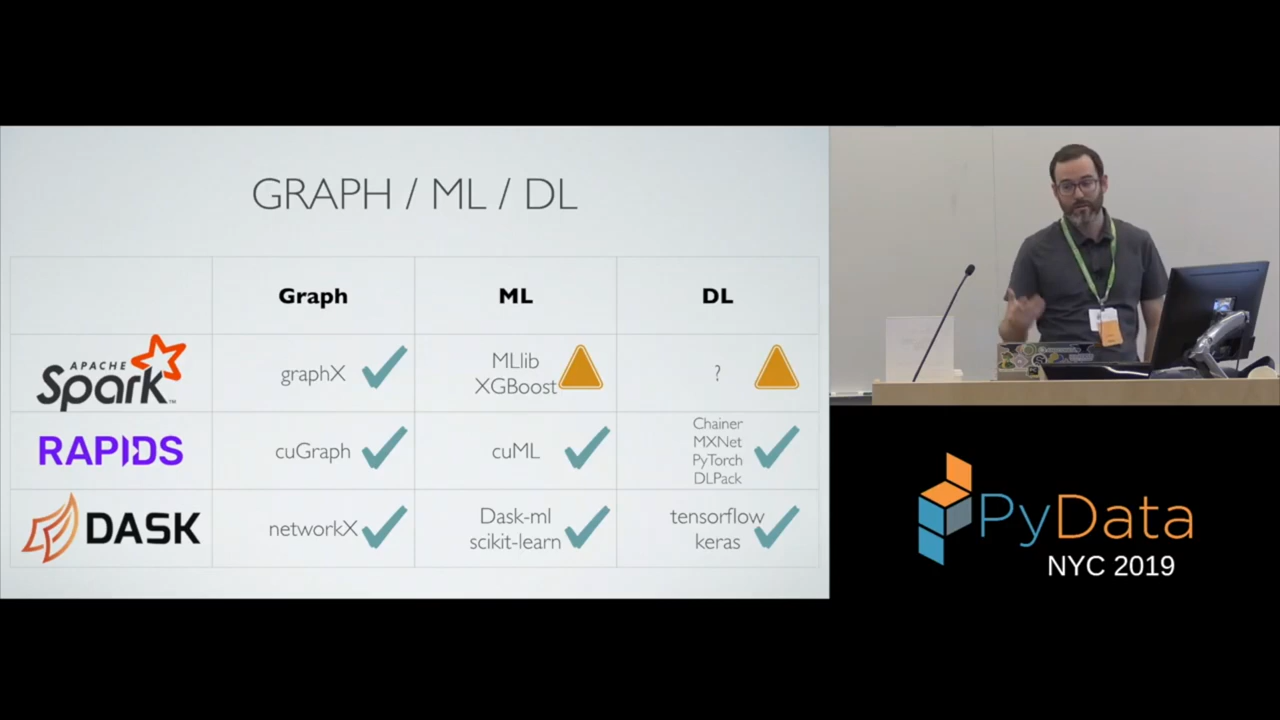 GRAPH / ML / DL
Graph ML DL
APACHE
Spark™
graphX
MLlib
XGBoost
?
RAPIDS
cuGraph
cuML
Chainer
MXNet
PyTorch
DLPack
DASK
networkX
Dask-ml
scikit-learn
tensorflow
keras
PyData
NYC 2019